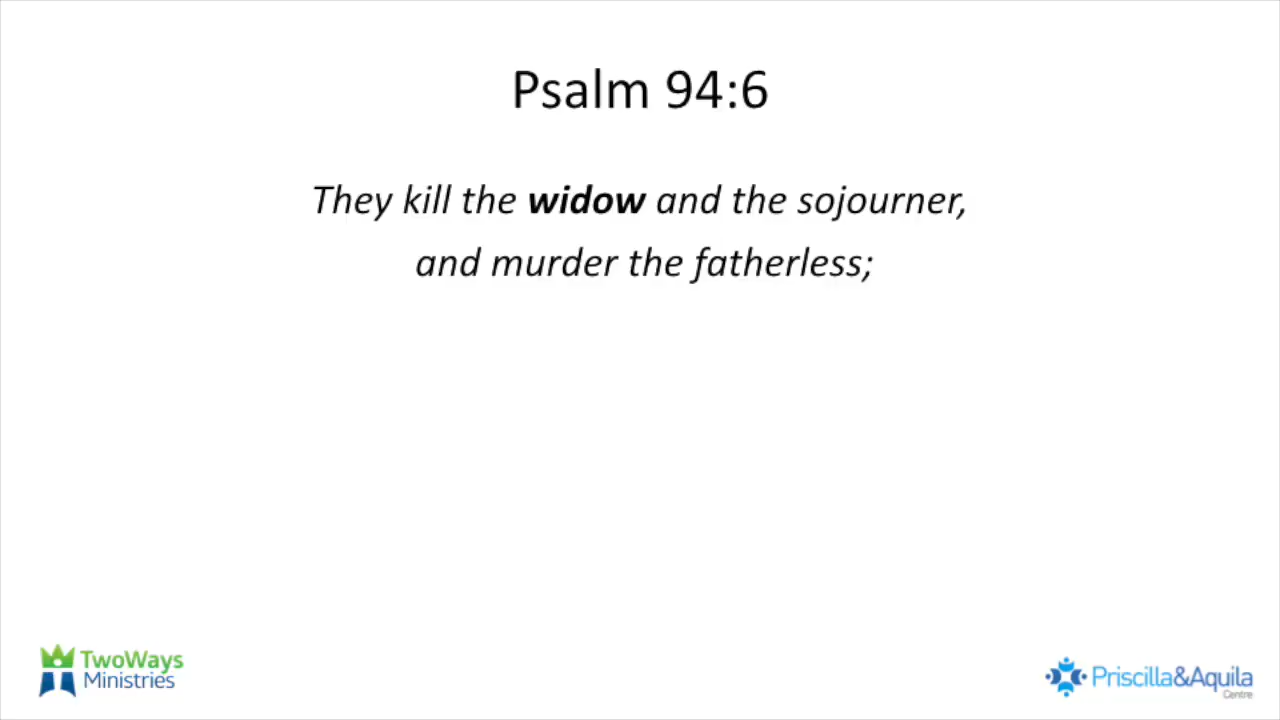 Psalm 94:6
They kill the widow and the sojourner,
and murder the fatherless;
TwoWays
Ministries
Priscilla&Aquila
Centre